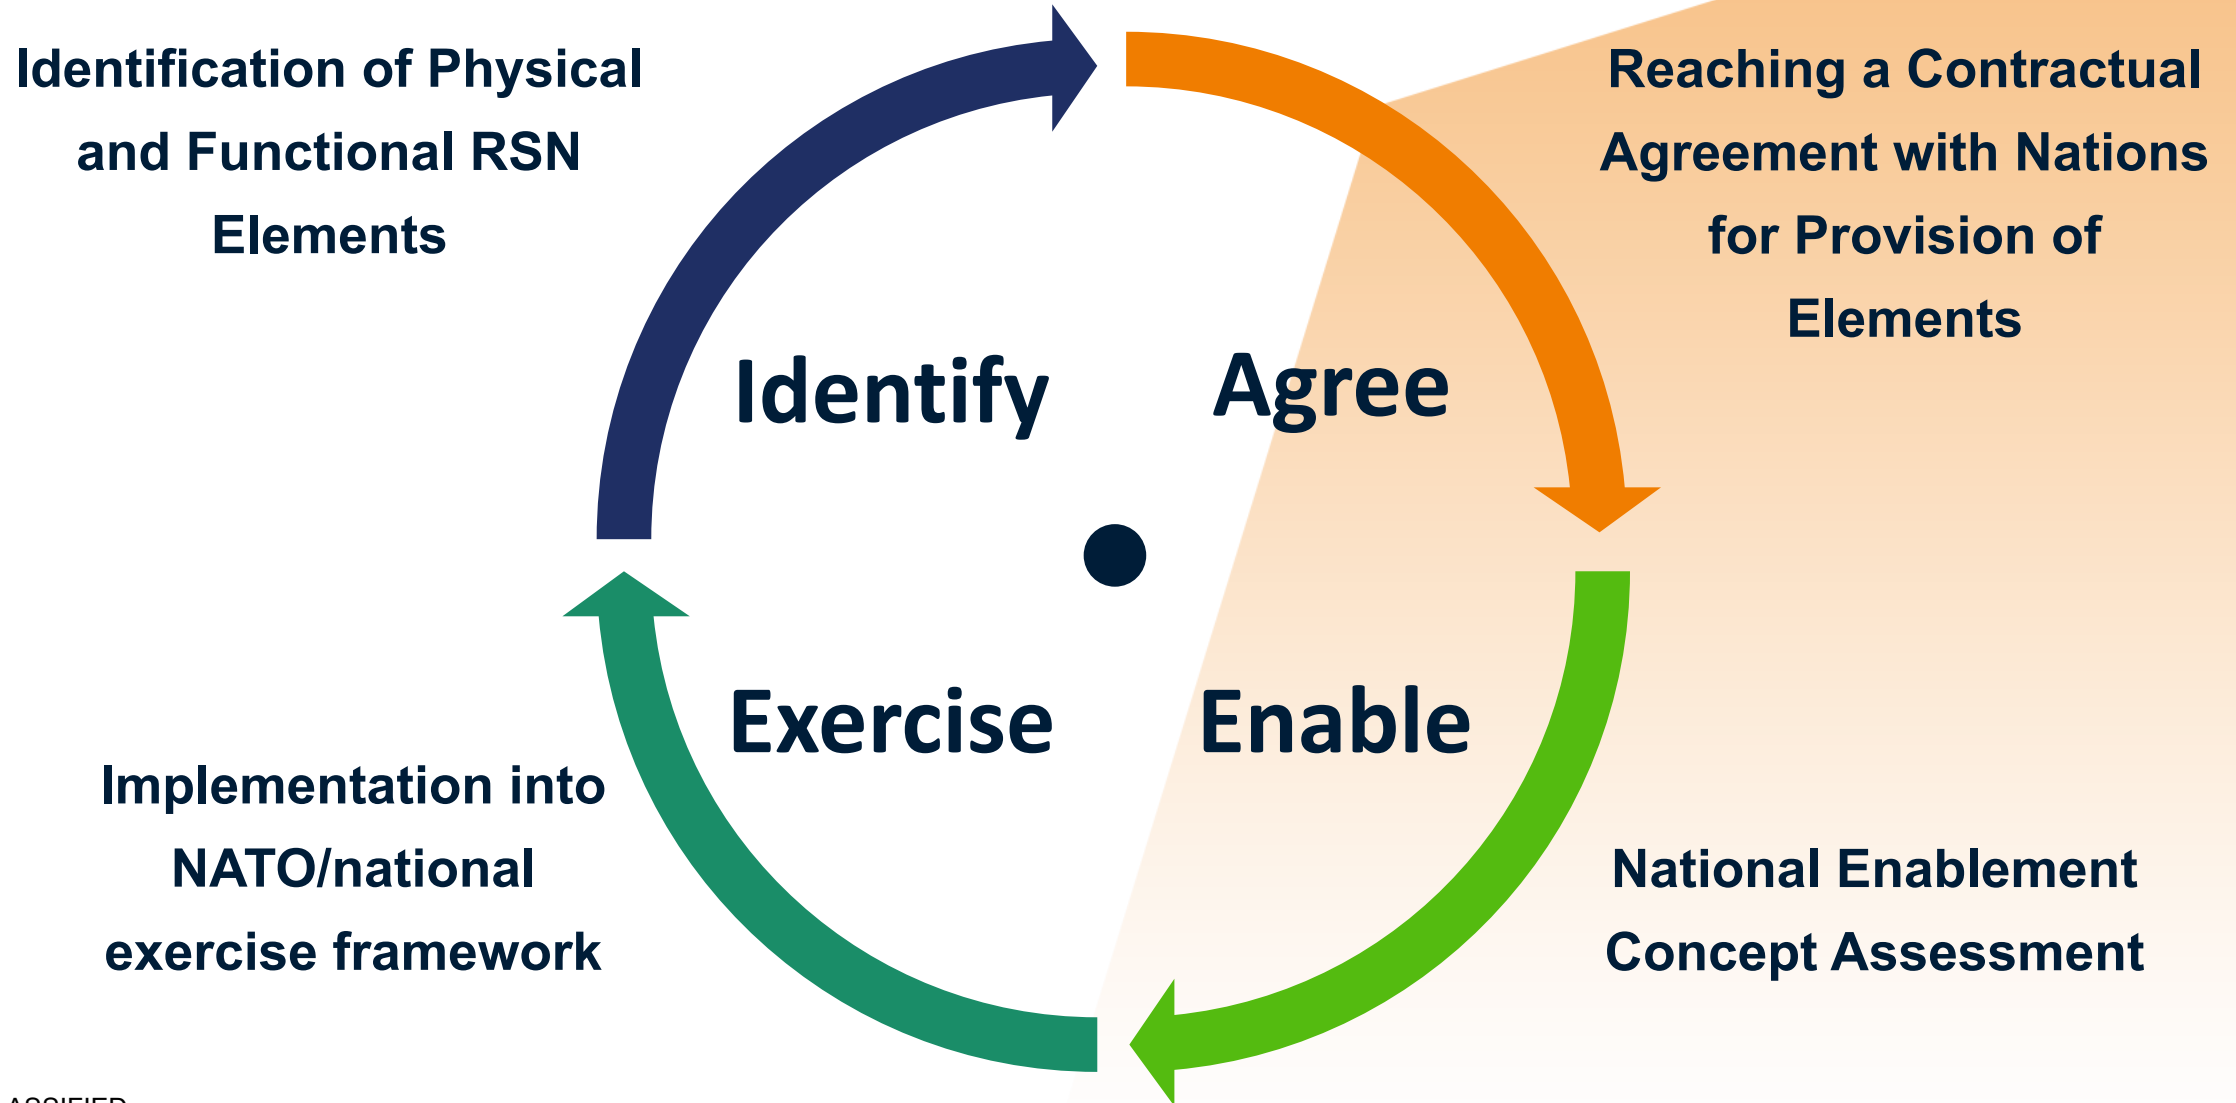 Identification of Physical
and Functional RSN
Elements
Reaching a Contractual
Agreement with Nations
for Provision of
Elements
Identify
Agree
Exercise
Enable
Implementation into
NATO/national
exercise framework
National Enablement
Concept Assessment